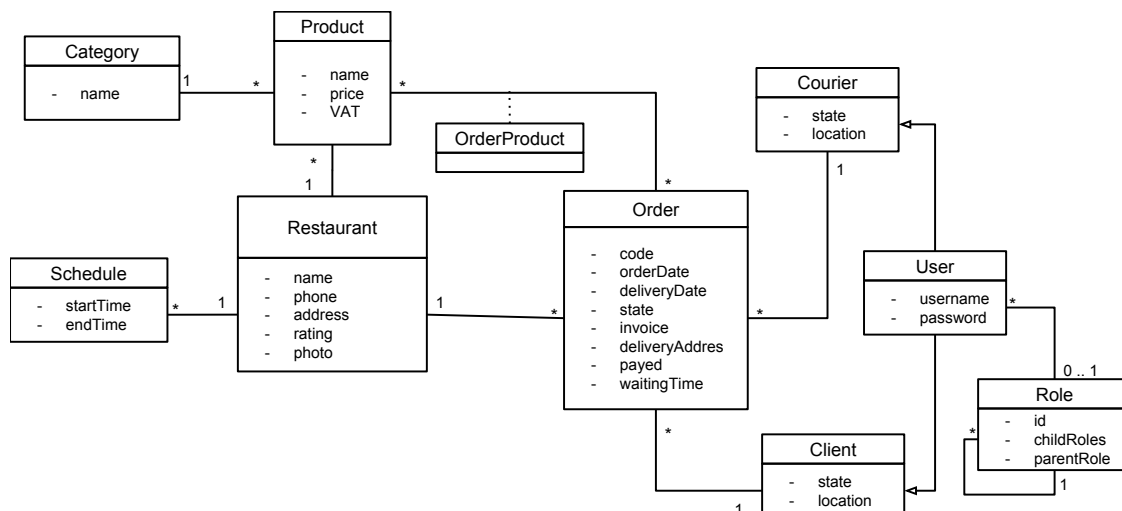 Category
- name
1
*
Product
- name
- price
- VAT
*
*
1
OrderProduct
Restaurant
- name
- phone
- address
- rating
- photo
Schedule
- startTime
- endTime
*
1
1
*
Order
- code
- orderDate
- deliveryDate
- state
- invoice
- deliveryAddres
- payed
- waitingTime
*
*
*
Courier
- state
- location
1
User
- username
- password
*
0 .. 1
Role
- id
- childRoles
- parentRole
*
1
Client
- state
- location
1